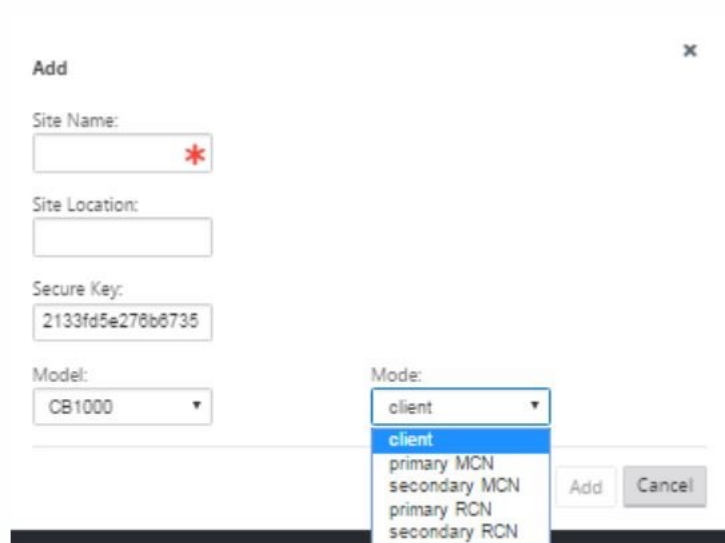 Add
Site Name:
Site Location:
Secure Key:
2133fd5e276b6735
Model:
Mode:
CB1000
client
client
primary MCN
secondary MCN
primary RCN
secondary RCN
Add
Cancel